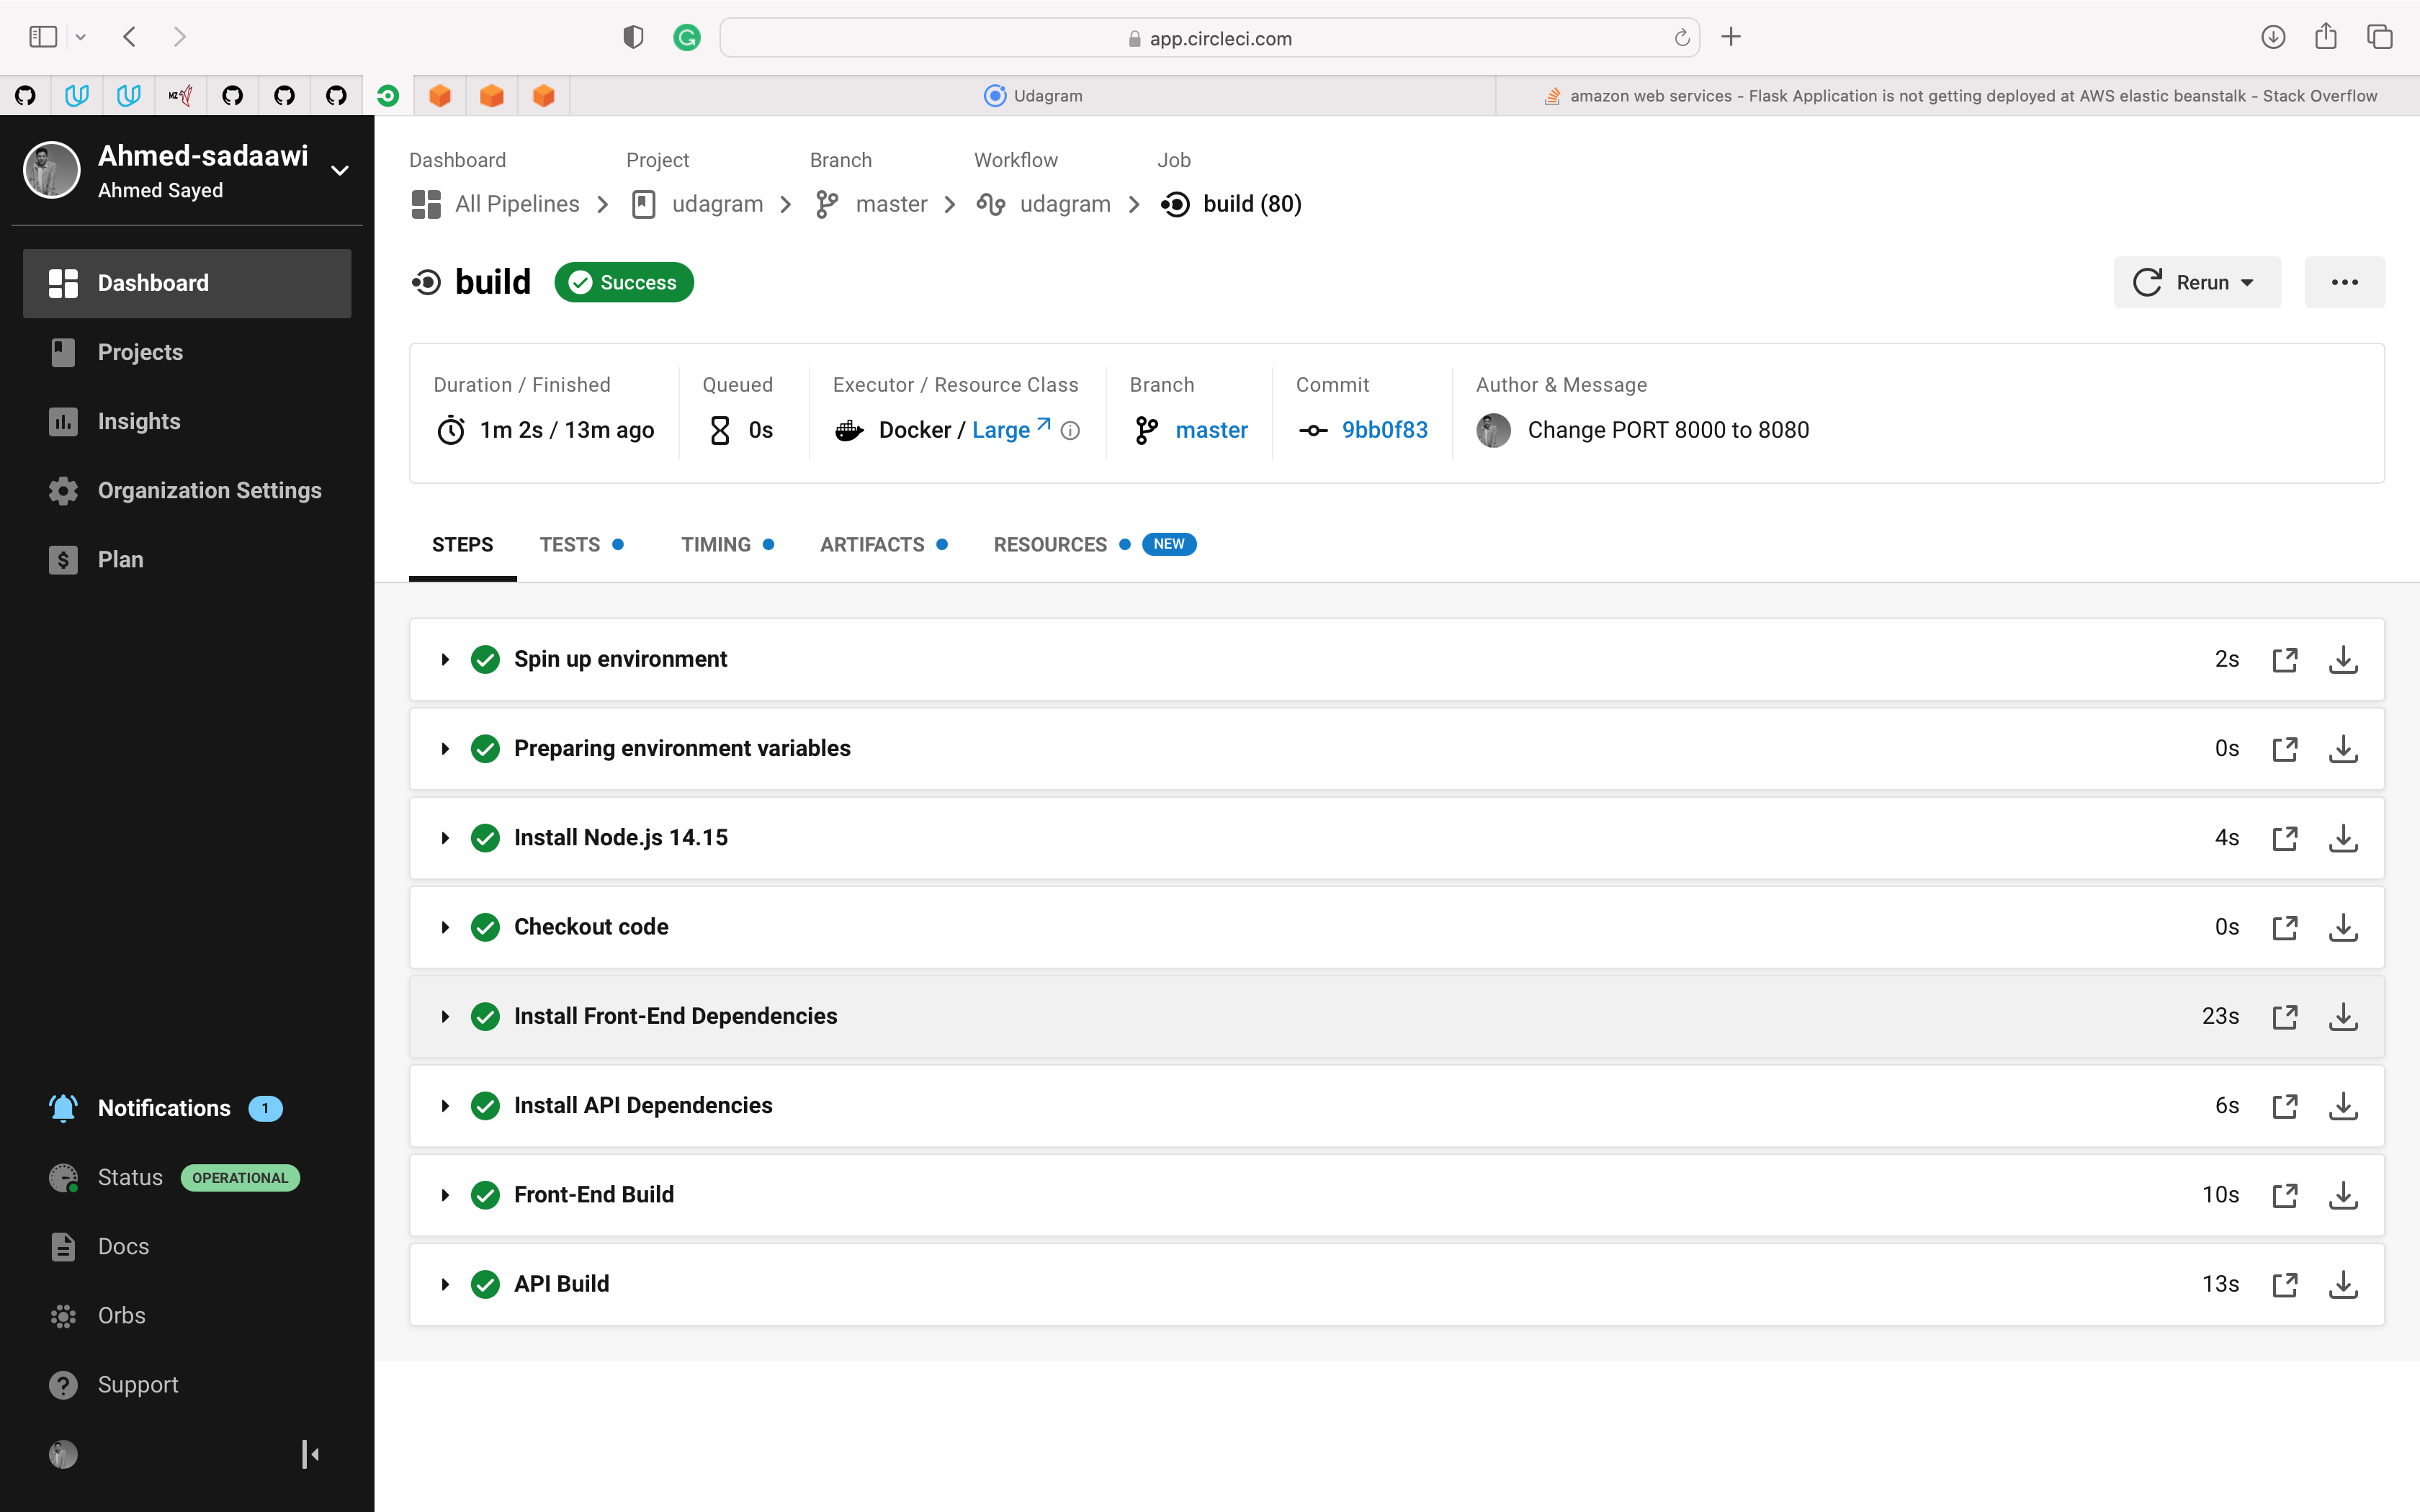 app.circleci.com
Udagram
amazon web services - Flask Application is not getting deployed at AWS elastic beanstalk - Stack Overflow
Ahmed-sadaawi
Ahmed Sayed
Dashboard
Projects
Insights
Organization Settings
Plan
Notifications 1
Status OPERATIONAL
Docs
Orbs
Support
Dashboard Project Branch Workflow Job
All Pipelines udagram master udagram build (80)
build Success
Rerun
Duration / Finished Queued Executor / Resource Class Branch Commit Author & Message
1m 2s / 13m ago 0s Docker / Large master 9bb0f83 Change PORT 8000 to 8080
STEPS TESTS TIMING ARTIFACTS RESOURCES NEW
Spin up environment 2s
Preparing environment variables 0s
Install Node.js 14.15 4s
Checkout code 0s
Install Front-End Dependencies 23s
Install API Dependencies 6s
Front-End Build 10s
API Build 13s